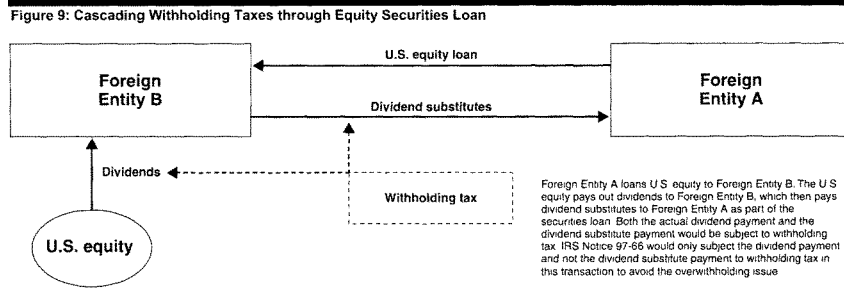 Figure 9: Cascading Withholding Taxes through Equity Securities Loan
U.S. equity loan
Foreign
Entity B
Foreign
Entity A
Dividend substitutes
Dividends
Withholding tax
U.S. equity
Foreign Entity A loans U S equity to Foreign Entity B. The U S
equity pays out dividends to Foreign Entity B, which then pays
dividend substitutes to Foreign Entity A as part of the
securities loan Both the actual dividend payment and the
dividend substitute payment would be subject to withholding
tax IRS Notice 97-66 would only subject the dividend payment
and not the dividend substitute payment to withholding tax in
this transaction to avoid the overwithholding issue